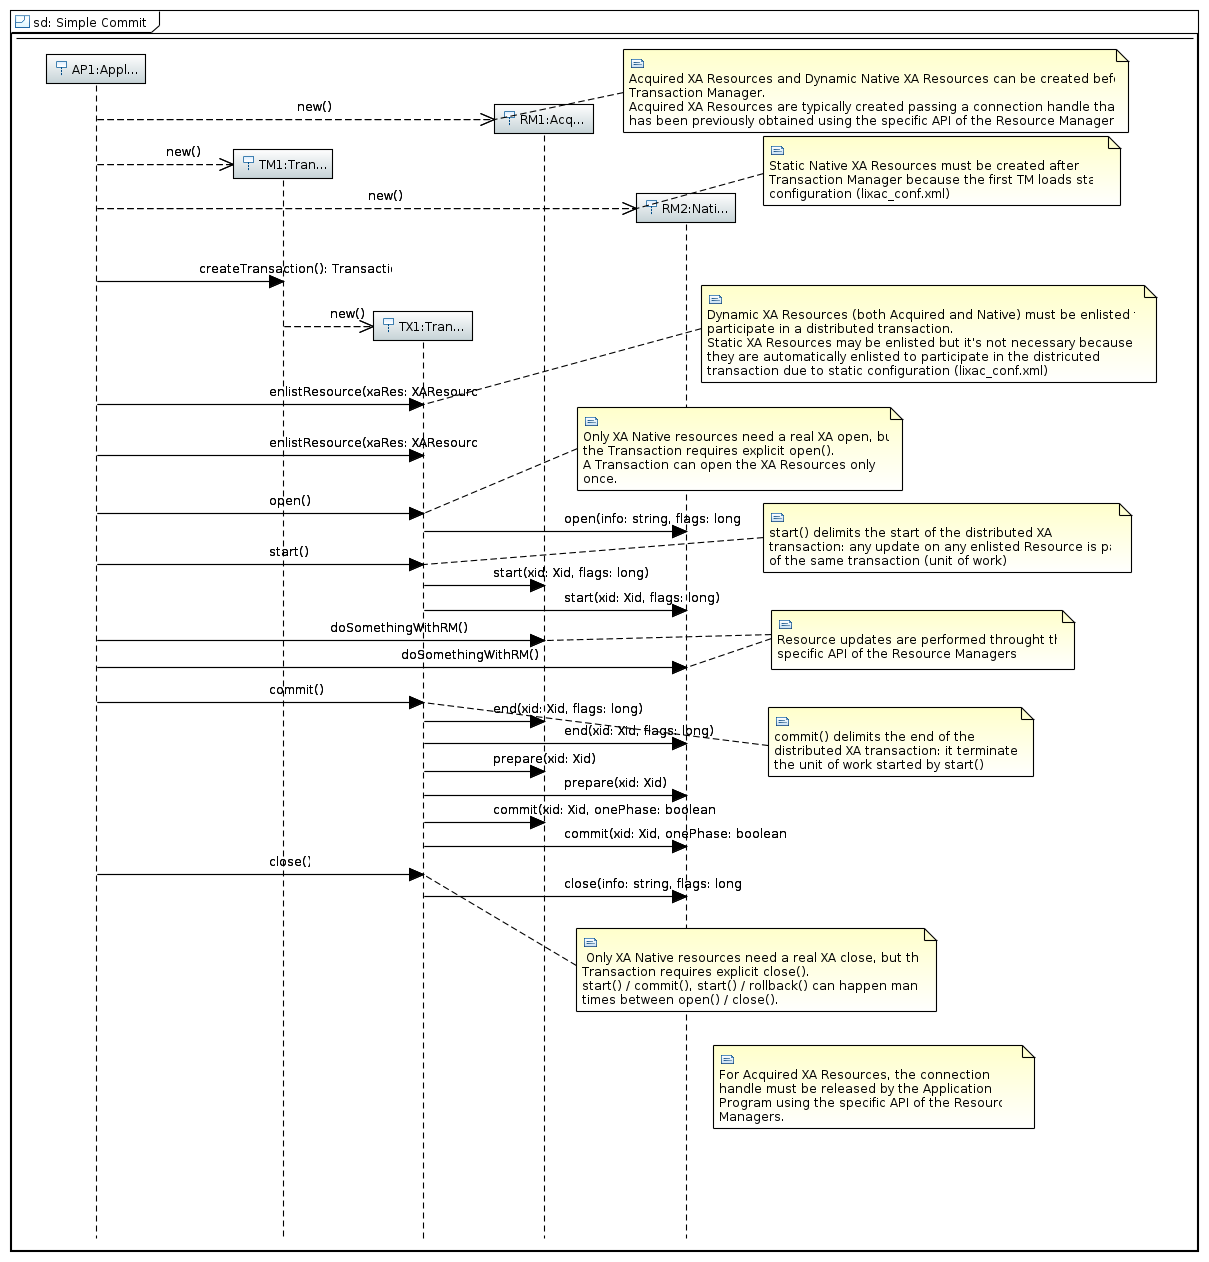 sd: Simple Commit
AP1:Appl...
Acquired XA Resources and Dynamic Native XA Resources can be created befo
Transaction Manager.
Acquired XA Resources are typically created passing a connection handle tha
has been previously obtained using the specific API of the Resource Manager
new()
RM1:Acq...
new()
TM1:Tran...
Static Native XA Resources must be created after
Transaction Manager because the first TM loads sta
configuration (lixac_conf.xml)
new()
RM2:Nati...
createTransaction(): Transactio
Dynamic XA Resources (both Acquired and Native) must be enlisted
participate in a distributed transaction.
Static XA Resources may be enlisted but it's not necessary because
they are automatically enlisted to participate in the districuted
transaction due to static configuration (lixac_conf.xml)
new()
TX1:Tran...
enlistResource(xaRes: XAResourc
Only XA Native resources need a real XA open, bu
the Transaction requires explicit open().
A Transaction can open the XA Resources only
once.
enlistResource(xaRes: XAResourc
open()
open(info: string, flags: long
start() delimits the start of the distributed XA
transaction: any update on any enlisted Resource is pa
of the same transaction (unit of work)
start()
start(xid: Xid, flags: long)
start(xid: Xid, flags: long)
doSomethingWithRM()
Resource updates are performed throught th
specific API of the Resource Managers
doSomethingWithRM()
commit()
end(xid: Xid, flags: long)
end(xid: Xid, flags: long)
commit() delimits the end of the
distributed XA transaction: it terminate
the unit of work started by start()
prepare(xid: Xid)
prepare(xid: Xid)
commit(xid: Xid, onePhase: boolean
commit(xid: Xid, onePhase: boolean
close()
close(info: string, flags: long
Only XA Native resources need a real XA close, but th
Transaction requires explicit close().
start() / commit(), start() / rollback() can happen man
times between open() / close().
For Acquired XA Resources, the connection
handle must be released by the Application
Program using the specific API of the Resourc
Managers.